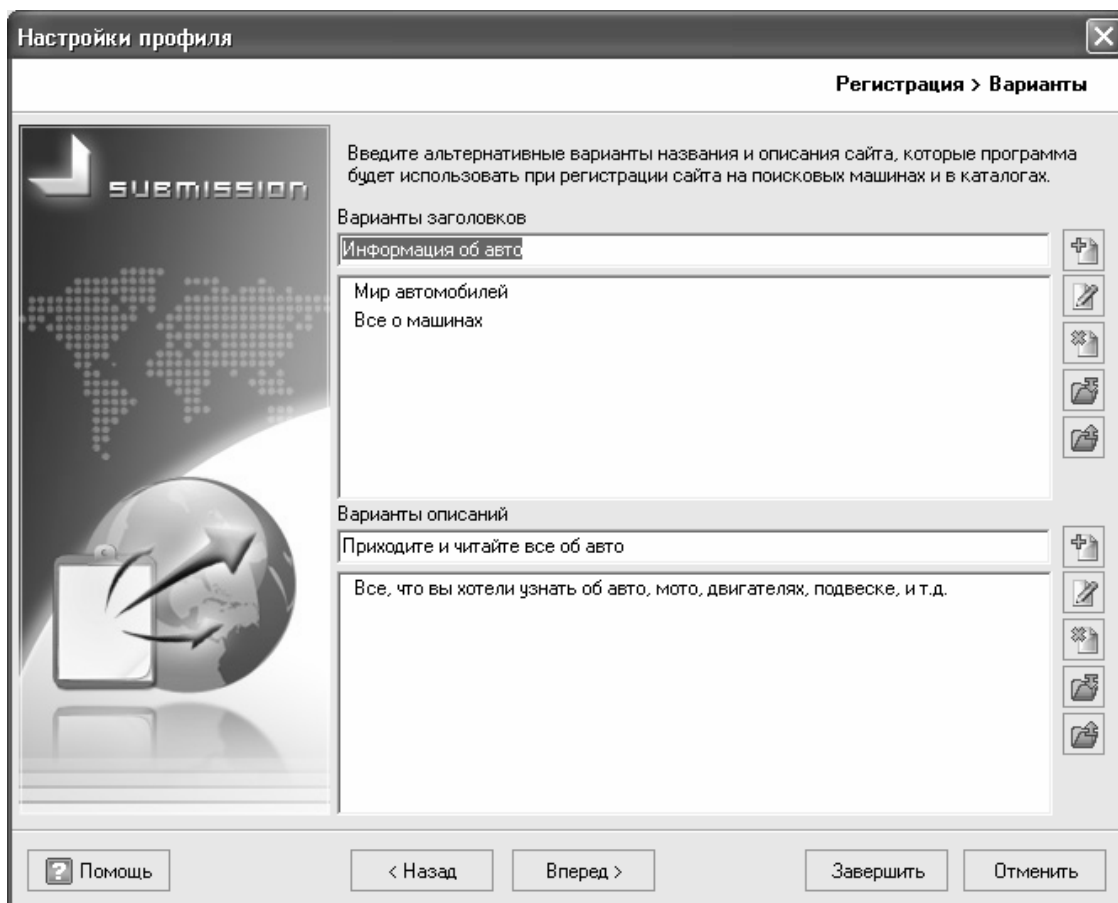 Настройки профиля
Регистрация > Варианты
SUBMISSION
Введите альтернативные варианты названия и описания сайта, которые программа
будет использовать при регистрации сайта на поисковых машинах и в каталогах.
Варианты заголовков
Информация об авто
Мир автомобилей
Все о машинах
Варианты описаний
Приходите и читайте все об авто
Все, что вы хотели узнать об авто, мото, двигателях, подвеске, и т.д.
? Помощь
< Назад
Вперед >
Завершить
Отменить